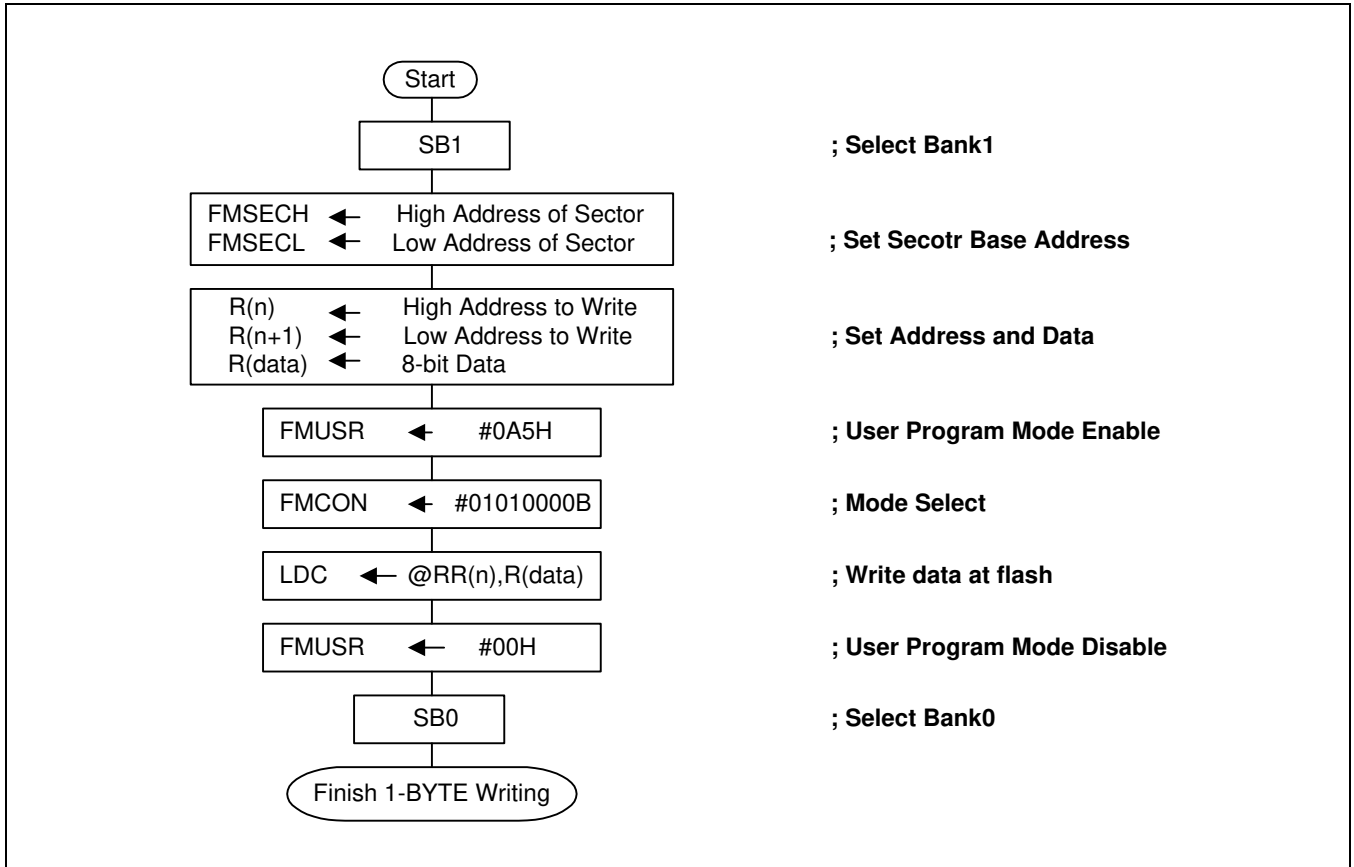 Start
SB1 ; Select Bank1
FMSECH ← High Address of Sector
FMSECL ← Low Address of Sector ; Set Secotr Base Address
R(n) ← High Address to Write
R(n+1) ← Low Address to Write ; Set Address and Data
R(data) ← 8-bit Data
FMUSR ← #0A5H ; User Program Mode Enable
FMCON ← #01010000B ; Mode Select
LDC ← @RR(n),R(data) ; Write data at flash
FMUSR ← #00H ; User Program Mode Disable
SB0 ; Select Bank0
Finish 1-BYTE Writing